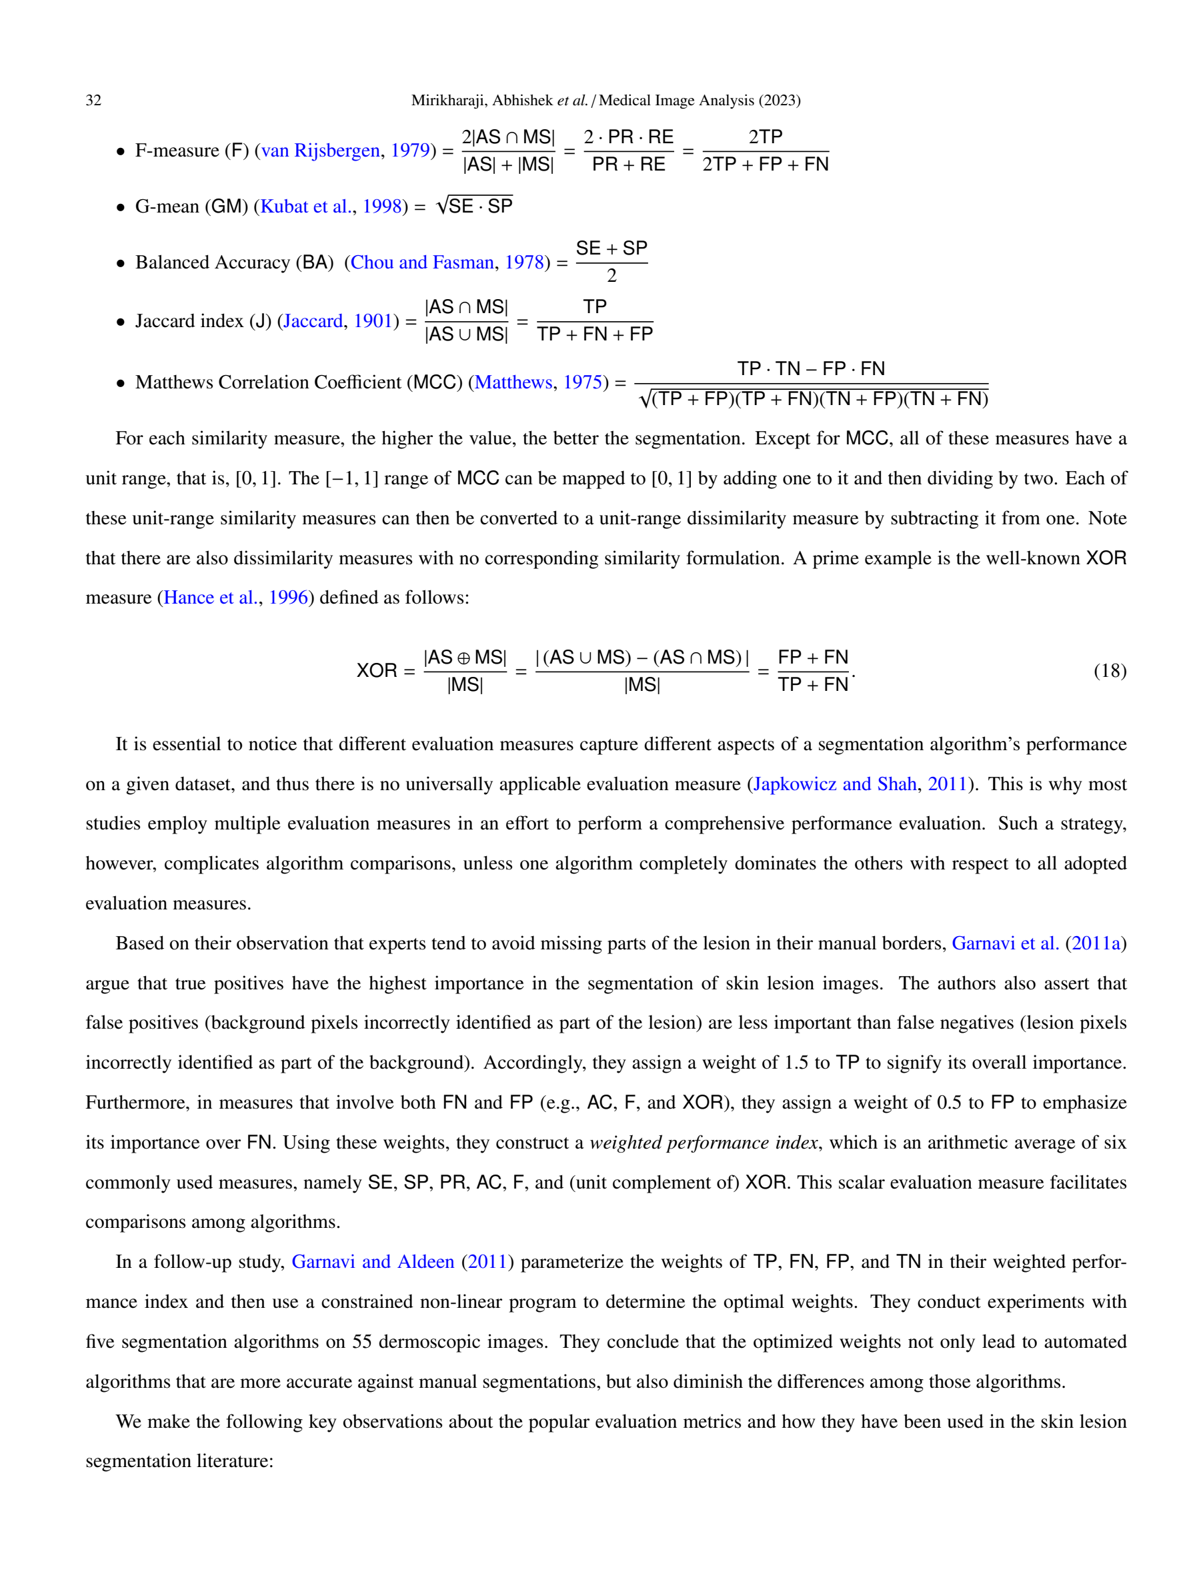 32
Mirikharaji, Abhishek et al. / Medical Image Analysis (2023)
• F-measure (F) (van Rijsbergen, 1979) = 2|AS ∩ MS| / (|AS| + |MS|) = 2 · PR · RE / (PR + RE) = 2TP / (2TP + FP + FN)
• G-mean (GM) (Kubat et al., 1998) = √(SE · SP)
• Balanced Accuracy (BA) (Chou and Fasman, 1978) = (SE + SP) / 2
• Jaccard index (J) (Jaccard, 1901) = |AS ∩ MS| / |AS ∪ MS| = TP / (TP + FN + FP)
• Matthews Correlation Coefficient (MCC) (Matthews, 1975) = (TP · TN − FP · FN) / √((TP + FP)(TP + FN)(TN + FP)(TN + FN))
For each similarity measure, the higher the value, the better the segmentation. Except for MCC, all of these measures have a
unit range, that is, [0, 1]. The [−1, 1] range of MCC can be mapped to [0, 1] by adding one to it and then dividing by two. Each of
these unit-range similarity measures can then be converted to a unit-range dissimilarity measure by subtracting it from one. Note
that there are also dissimilarity measures with no corresponding similarity formulation. A prime example is the well-known XOR
measure (Hance et al., 1996) defined as follows:
XOR = |AS ⊕ MS| / |MS| = |(AS ∪ MS) − (AS ∩ MS)| / |MS| = (FP + FN) / (TP + FN). (18)
It is essential to notice that different evaluation measures capture different aspects of a segmentation algorithm's performance
on a given dataset, and thus there is no universally applicable evaluation measure (Japkowicz and Shah, 2011). This is why most
studies employ multiple evaluation measures in an effort to perform a comprehensive performance evaluation. Such a strategy,
however, complicates algorithm comparisons, unless one algorithm completely dominates the others with respect to all adopted
evaluation measures.
Based on their observation that experts tend to avoid missing parts of the lesion in their manual borders, Garnavi et al. (2011a)
argue that true positives have the highest importance in the segmentation of skin lesion images. The authors also assert that
false positives (background pixels incorrectly identified as part of the lesion) are less important than false negatives (lesion pixels
incorrectly identified as part of the background). Accordingly, they assign a weight of 1.5 to TP to signify its overall importance.
Furthermore, in measures that involve both FN and FP (e.g., AC, F, and XOR), they assign a weight of 0.5 to FP to emphasize
its importance over FN. Using these weights, they construct a weighted performance index, which is an arithmetic average of six
commonly used measures, namely SE, SP, PR, AC, F, and (unit complement of) XOR. This scalar evaluation measure facilitates
comparisons among algorithms.
In a follow-up study, Garnavi and Aldeen (2011) parameterize the weights of TP, FN, FP, and TN in their weighted perfor-
mance index and then use a constrained non-linear program to determine the optimal weights. They conduct experiments with
five segmentation algorithms on 55 dermoscopic images. They conclude that the optimized weights not only lead to automated
algorithms that are more accurate against manual segmentations, but also diminish the differences among those algorithms.
We make the following key observations about the popular evaluation metrics and how they have been used in the skin lesion
segmentation literature: